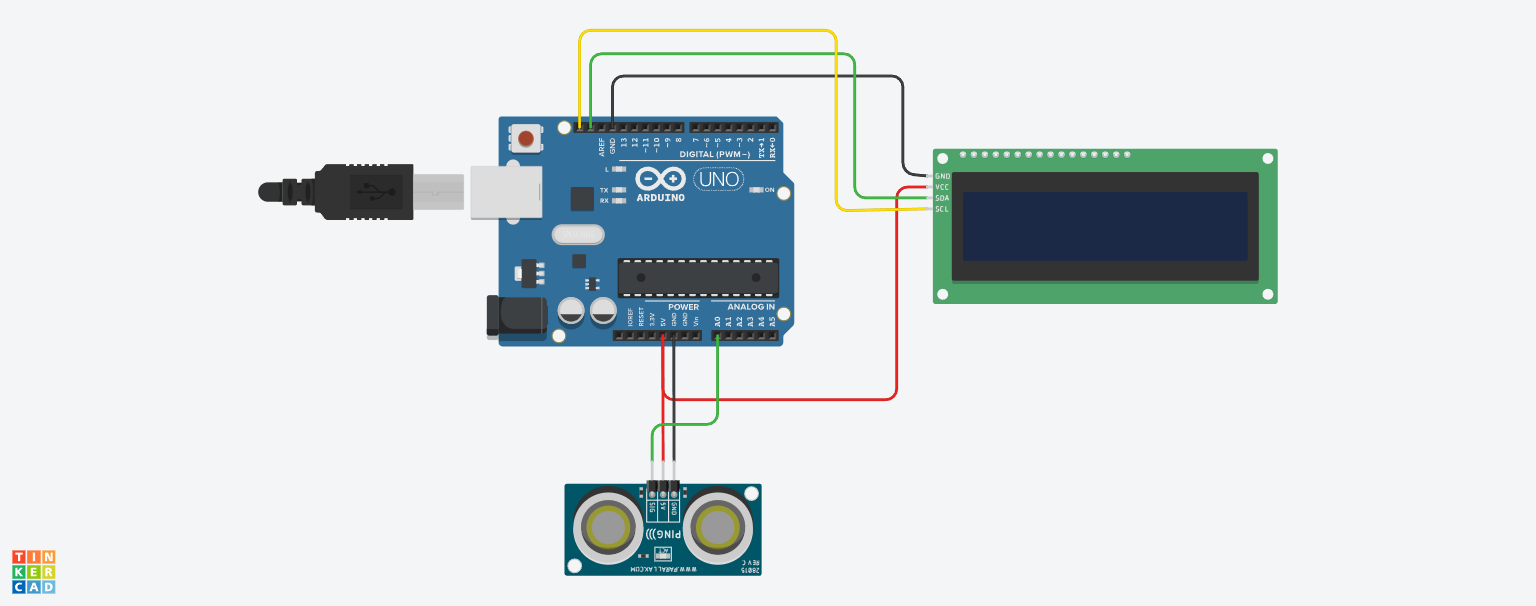 AREF
GND
13
12
~11
~10
~9
8
7
~6
~5
4
~3
2
TX→1
RX←0
DIGITAL (PWM~)
L
TX
RX
ARDUINO
UNO
ON
POWER
ANALOG IN
IOREF
RESET
3.3V
5V
GND
GND
Vin
A0
A1
A2
A3
A4
A5
GND
VCC
SDA
SCL
SIG
5V
GND
PING)))
ACT
WWW.PARALLAX.COM
28015
REV C
TIN
KER
CAD